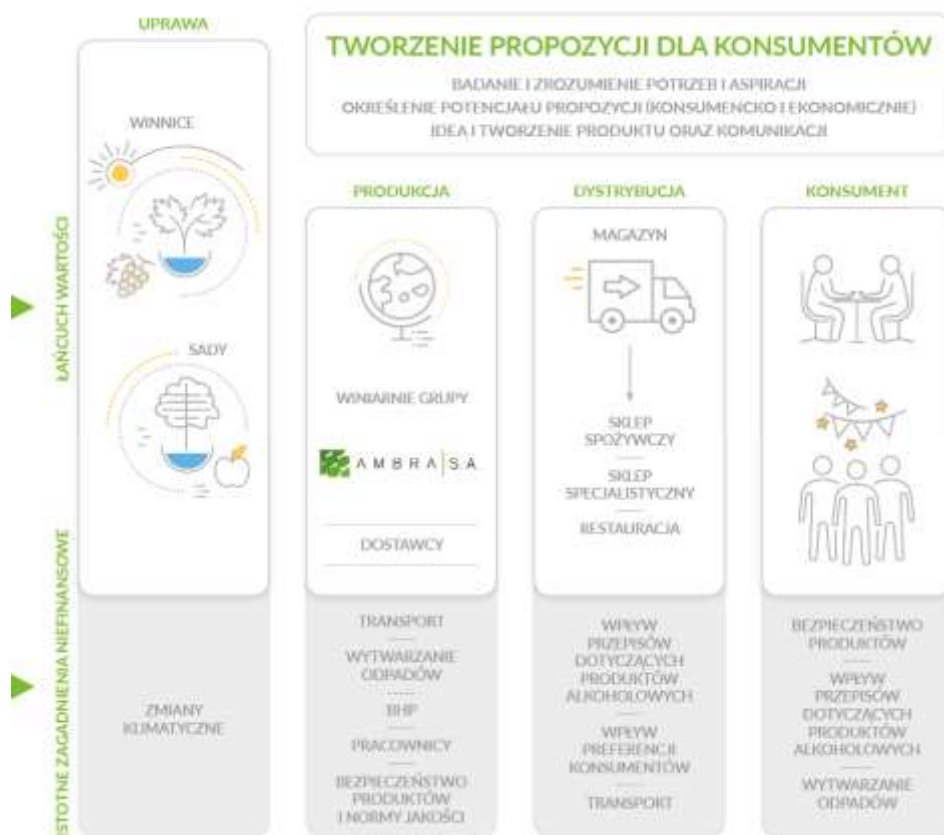 UPRAWA
WINNICE
SADY
TWORZENIE PROPOZYCJI DLA KONSUMENTÓW
BADANIE I ZROZUMIENIE POTRZEB I ASPIRACJI
OKREŚLENIE POTENCJAŁU PROPOZYCJI (KONSUMENCKO I EKONOMICZNIE)
IDEA I TWORZENIE PRODUKTU ORAZ KOMUNIKACJI
PRODUKCJA
WINIARNIE GRUPY
AMBRA S.A.
DOSTAWCY
DYSTRYBUCJA
MAGAZYN
SKLEP
SPOŻYWCZY
SKLEP
SPECJALISTYCZNY
RESTAURACJA
KONSUMENT
ŁAŃCUCH WARTOŚCI
ISTOTNE ZAGADNIENIA NIEFINANSOWE
ZMIANY
KLIMATYCZNE
TRANSPORT
WYTWARZANIE
ODPADÓW
BHP
PRACOWNICY
BEZPIECZEŃSTWO
PRODUKTÓW
I NORMY JAKOŚCI
WPŁYW
PRZEPISÓW
DOTYCZĄCYCH
PRODUKTÓW
ALKOHOLOWYCH
WPŁYW
PREFERENCJI
KONSUMENTÓW
TRANSPORT
BEZPIECZEŃSTWO
PRODUKTÓW
WPŁYW
PRZEPISÓW
DOTYCZĄCYCH
PRODUKTÓW
ALKOHOLOWYCH
WYTWARZANIE
ODPADÓW